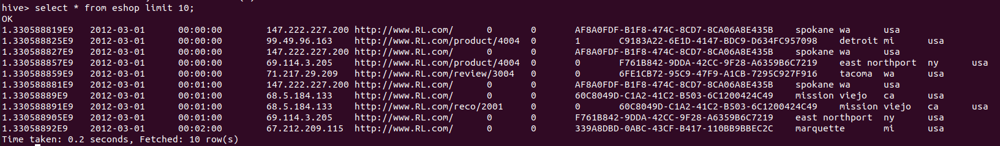 hive> select * from eshop limit 10;
OK
1.330588819E9 2012-03-01 00:00:00 147.222.227.200 http://www.RL.com/ 0 0 AF8A0FDF-B1F8-474C-8CD7-8CA06A8E435B spokane wa usa
1.330588825E9 2012-03-01 00:00:00 99.49.96.163 http://www.RL.com/product/4004 0 1 C9183A22-6E1D-4147-BDC9-D634FC957098 detroit mi usa
1.330588827E9 2012-03-01 00:00:00 147.222.227.200 http://www.RL.com/ 0 0 AF8A0FDF-B1F8-474C-8CD7-8CA06A8E435B spokane wa usa
1.330588857E9 2012-03-01 00:00:00 69.114.3.205 http://www.RL.com/product/4004 0 0 F761B842-9DDA-42CC-9F28-A6359B6C7219 east northport ny usa
1.330588859E9 2012-03-01 00:00:00 71.217.29.209 http://www.RL.com/review/3004 0 0 6FE1CB72-95C9-47F9-A1CB-7295C927F916 tacoma wa usa
1.330588881E9 2012-03-01 00:01:00 147.222.227.200 http://www.RL.com/ 0 0 AF8A0FDF-B1F8-474C-8CD7-8CA06A8E435B spokane wa usa
1.33058889E9 2012-03-01 00:01:00 68.5.184.133 http://www.RL.com/ 0 0 60C8049D-C1A2-41C2-B503-6C1200424C49 mission viejo ca usa
1.330588891E9 2012-03-01 00:01:00 68.5.184.133 http://www.RL.com/reco/2001 0 0 60C8049D-C1A2-41C2-B503-6C1200424C49 mission viejo ca usa
1.330588905E9 2012-03-01 00:01:00 69.114.3.205 http://www.RL.com/ 0 0 F761B842-9DDA-42CC-9F28-A6359B6C7219 east northport ny usa
1.33058892E9 2012-03-01 00:02:00 67.212.209.115 http://www.RL.com/ 0 0 339A8DBD-0ABC-43CF-B417-110BB9BBEC2C marquette mi usa
Time taken: 0.2 seconds, Fetched: 10 row(s)